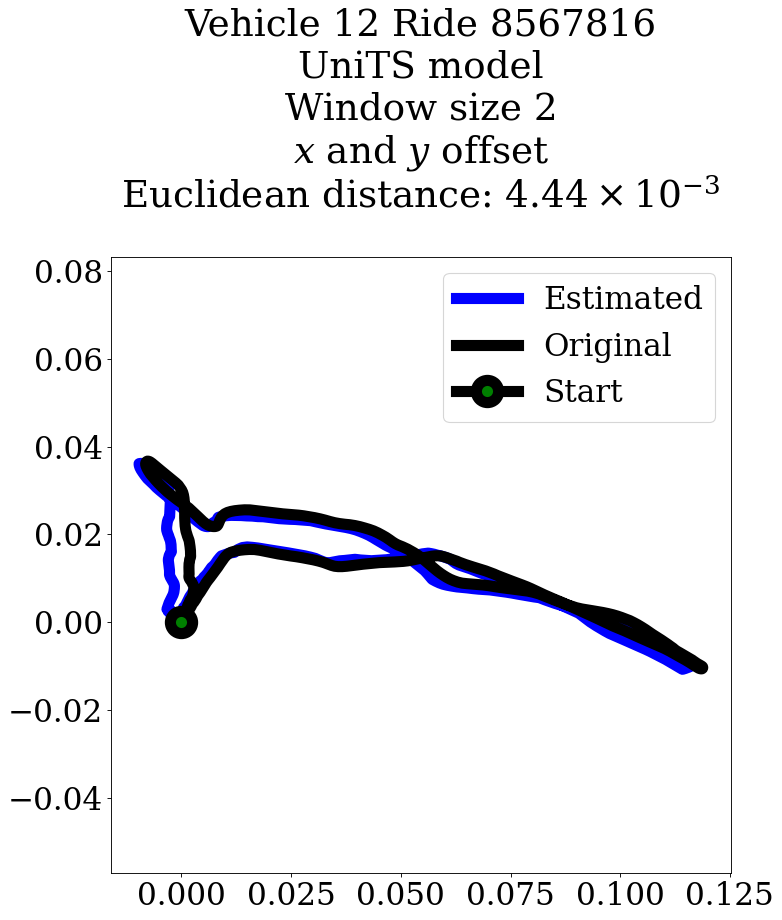 Vehicle 12 Ride 8567816
UniTS model
Window size 2
x and y offset
Euclidean distance: 4.44 × 10⁻³
0.08
Estimated
Original
Start
0.06
0.04
0.02
0.00
−0.02
−0.04
0.000 0.025 0.050 0.075 0.100 0.125